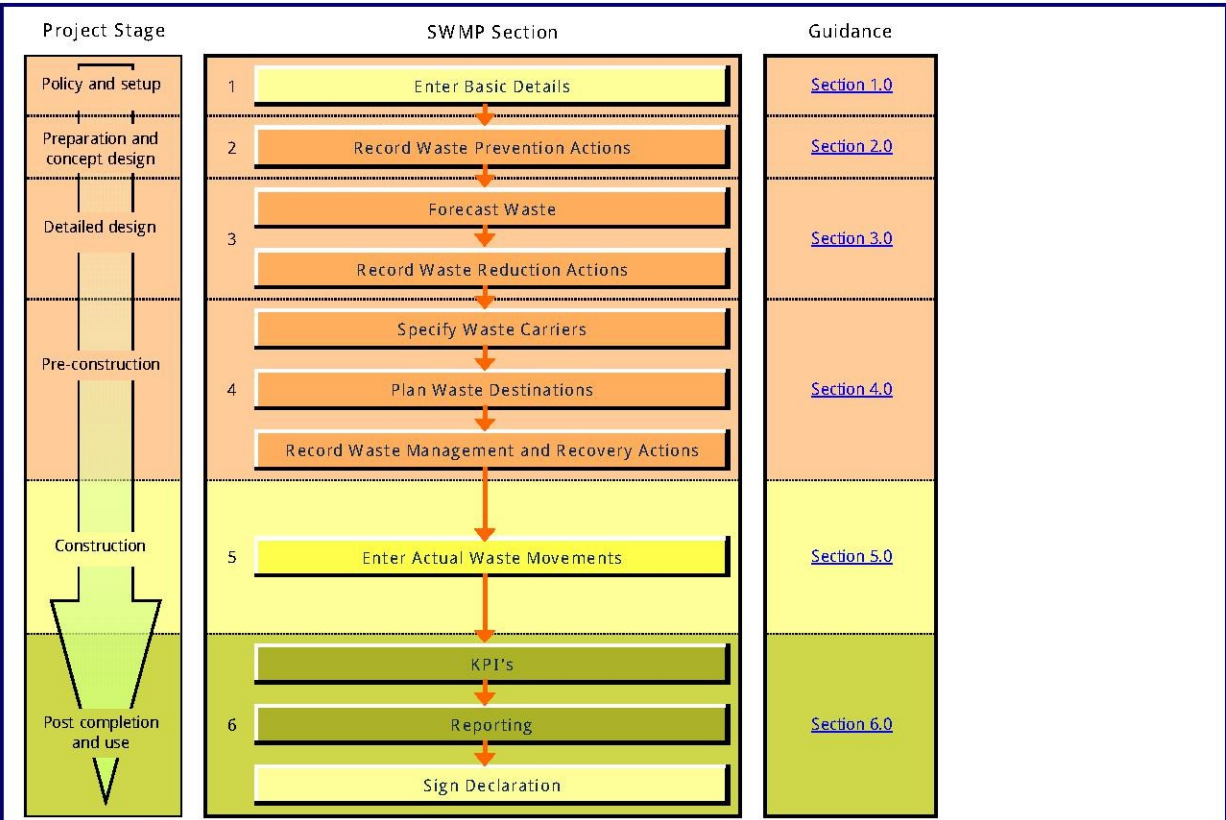 Project Stage
SWMP Section
Guidance
Policy and setup
1
Enter Basic Details
Section 1.0
Preparation and
concept design
2
Record Waste Prevention Actions
Section 2.0
Detailed design
3
Forecast Waste
Record Waste Reduction Actions
Section 3.0
Pre-construction
4
Specify Waste Carriers
Plan Waste Destinations
Record Waste Management and Recovery Actions
Section 4.0
Construction
5
Enter Actual Waste Movements
Section 5.0
Post completion
and use
6
KPI's
Reporting
Sign Declaration
Section 6.0